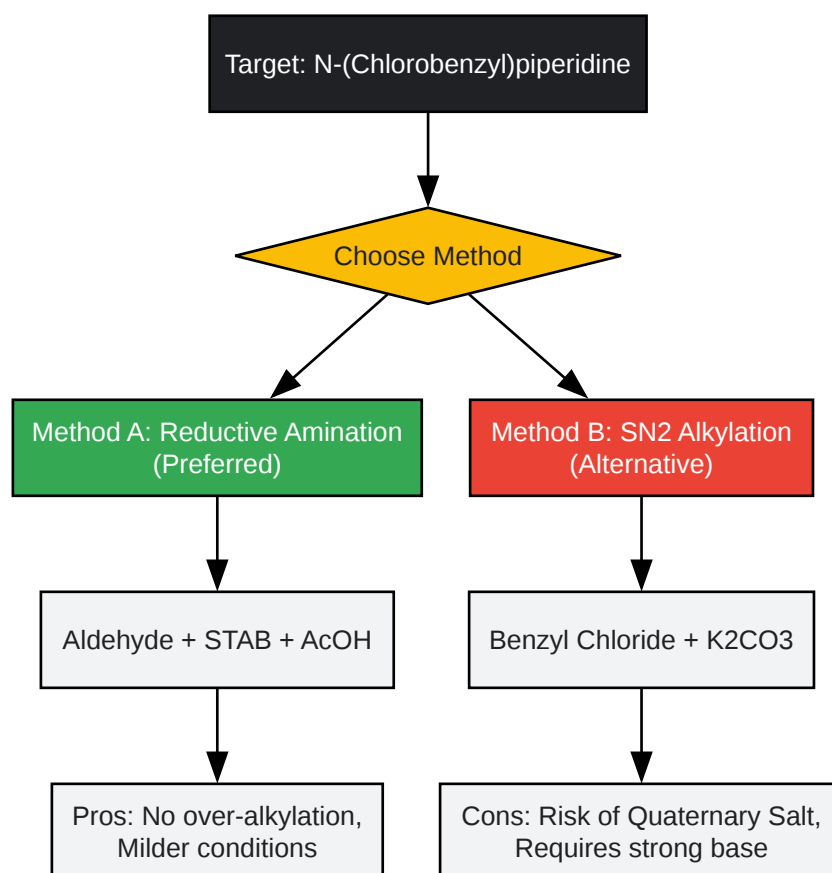 Target: N-(Chlorobenzyl)piperidine
Choose Method
Method A: Reductive Amination
(Preferred)
Method B: SN2 Alkylation
(Alternative)
Aldehyde + STAB + AcOH
Benzyl Chloride + K2CO3
Pros: No over-alkylation,
Milder conditions
Cons: Risk of Quaternary Salt,
Requires strong base